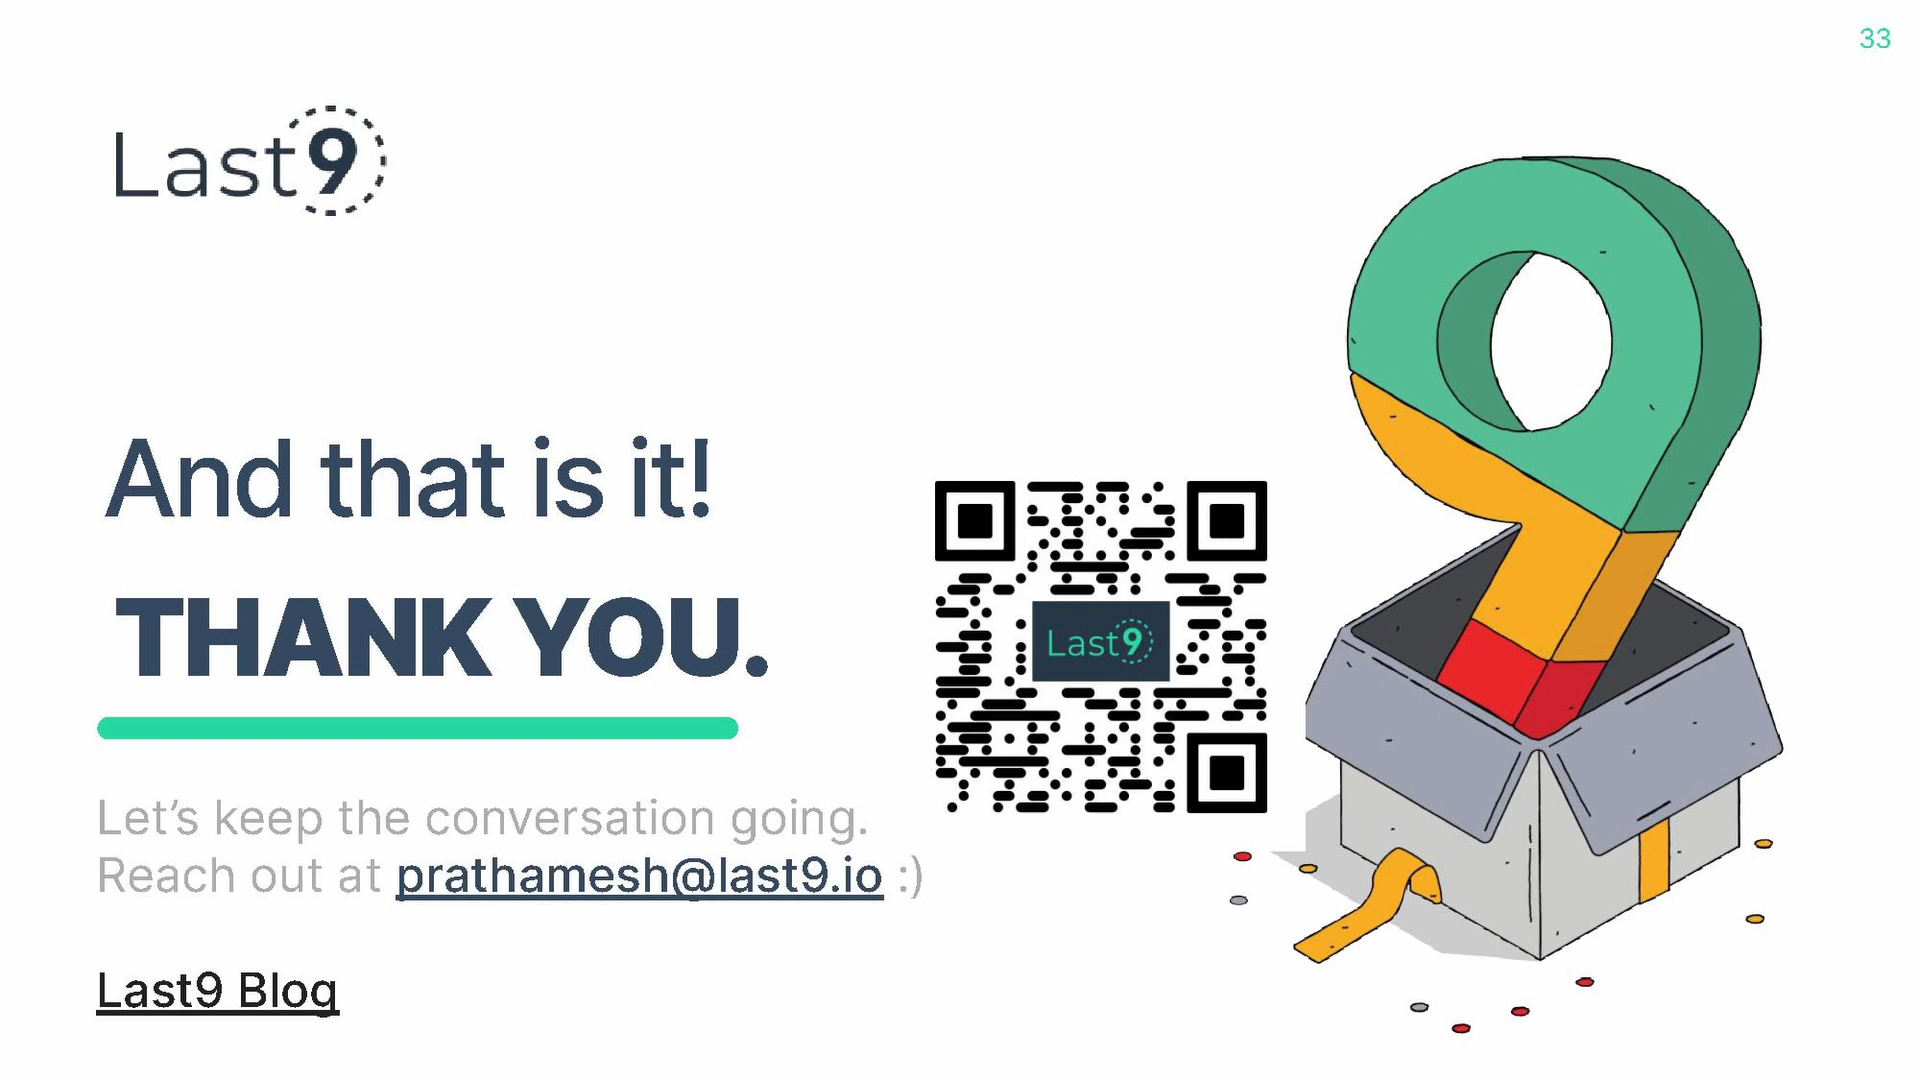 33
Last9
And that is it!
THANK YOU.
Last9
Let's keep the conversation going.
Reach out at prathamesh@last9.io :)
Last9 Blog